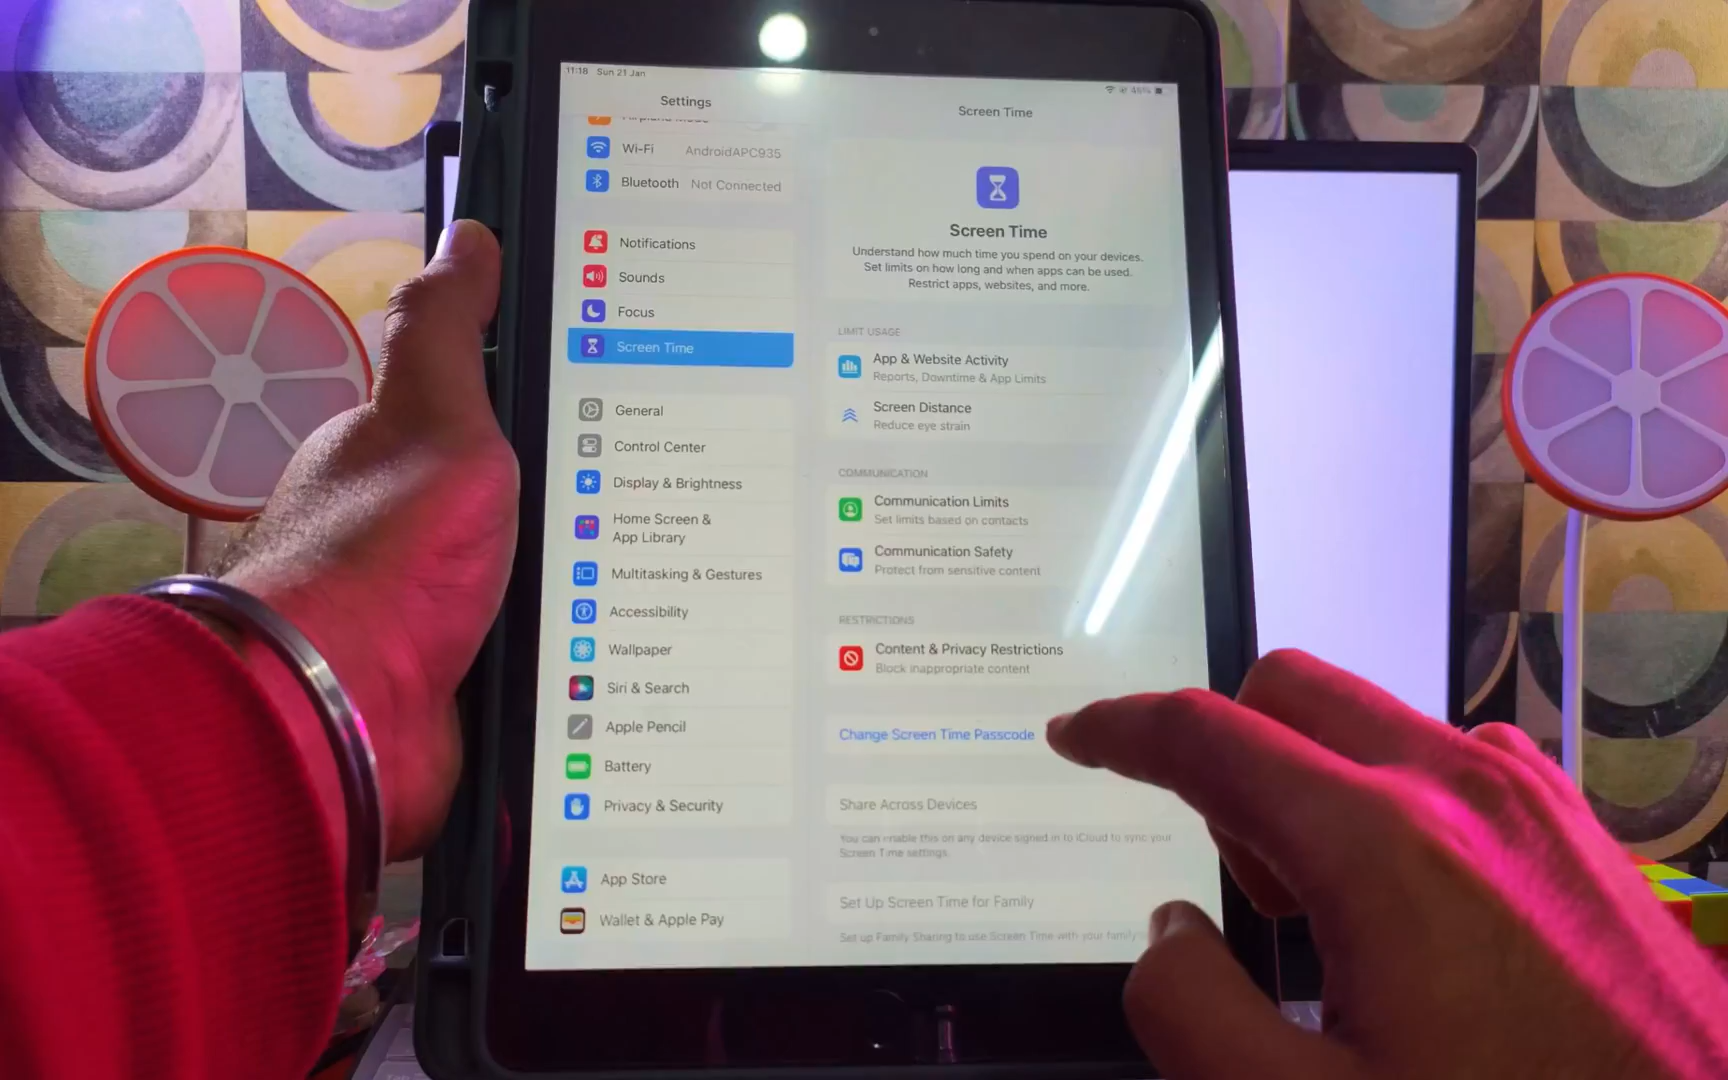 11:18 Sun 21 Jan
45%
Settings
Screen Time
Airplane Mode
Wi-Fi AndroidAPC935
Bluetooth Not Connected
Notifications
Sounds
Focus
Screen Time
General
Control Center
Display & Brightness
Home Screen &
App Library
Multitasking & Gestures
Accessibility
Wallpaper
Siri & Search
Apple Pencil
Battery
Privacy & Security
App Store
Wallet & Apple Pay
Screen Time
Understand how much time you spend on your devices.
Set limits on how long and when apps can be used.
Restrict apps, websites, and more.
LIMIT USAGE
App & Website Activity
Reports, Downtime & App Limits
Screen Distance
Reduce eye strain
COMMUNICATION
Communication Limits
Set limits based on contacts
Communication Safety
Protect from sensitive content
RESTRICTIONS
Content & Privacy Restrictions
Block inappropriate content
Change Screen Time Passcode
Share Across Devices
You can enable this on any device signed in to iCloud to sync your
Screen Time settings.
Set Up Screen Time for Family
Set up Family Sharing to use Screen Time with your family's